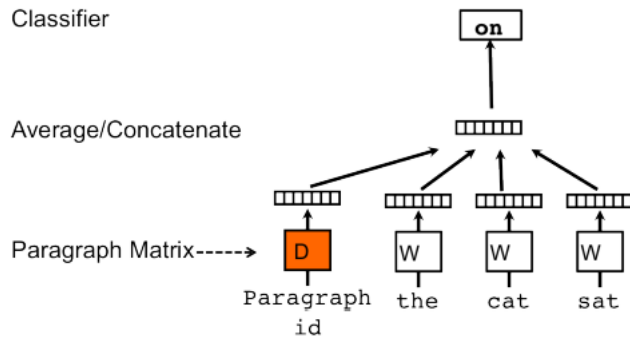 Classifier
on
Average/Concatenate
Paragraph Matrix
D
W
W
W
Paragraph
id
the
cat
sat